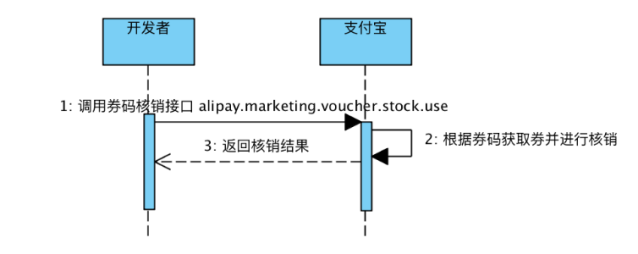 开发者
支付宝
1: 调用券码核销接口 alipay.marketing.voucher.stock.use
2: 根据券码获取券并进行核销
3: 返回核销结果